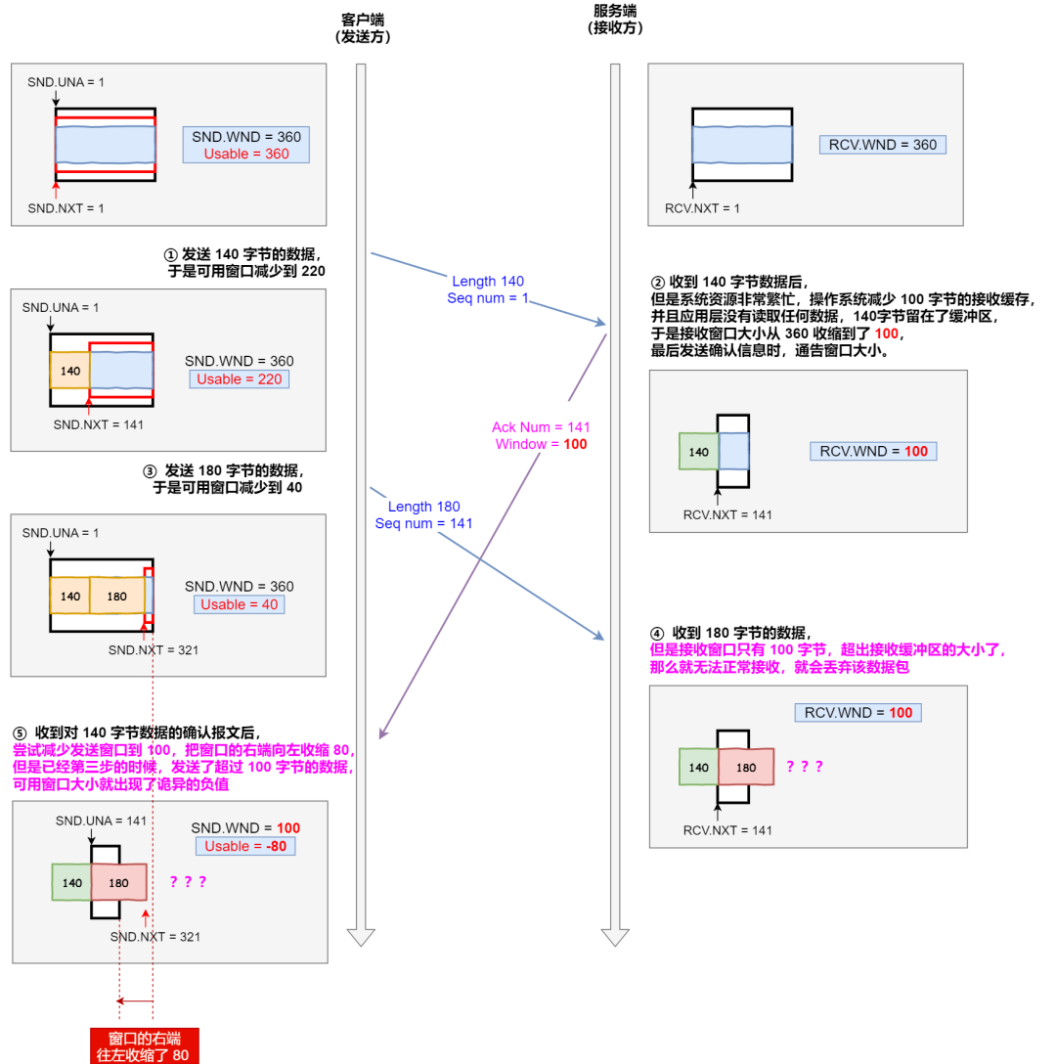 客户端
（发送方）
服务端
（接收方）
SND.UNA = 1
SND.WND = 360
Usable = 360
SND.NXT = 1
RCV.WND = 360
RCV.NXT = 1
① 发送 140 字节的数据，
于是可用窗口减少到 220
Length 140
Seq num = 1
② 收到 140 字节数据后，
但是系统资源非常繁忙，操作系统减少 100 字节的接收缓存，
并且应用层没有读取任何数据，140字节留在了缓冲区，
于是接收窗口大小从 360 收缩到了 100，
最后发送确认信息时，通告窗口大小。
SND.UNA = 1
140
SND.WND = 360
Usable = 220
SND.NXT = 141
Ack Num = 141
Window = 100
140
RCV.WND = 100
RCV.NXT = 141
③ 发送 180 字节的数据，
于是可用窗口减少到 40
Length 180
Seq num = 141
SND.UNA = 1
140
180
SND.WND = 360
Usable = 40
SND.NXT = 321
④ 收到 180 字节的数据，
但是接收窗口只有 100 字节，超出接收缓冲区的大小了，
那么就无法正常接收，就会丢弃该数据包
RCV.WND = 100
140
180
? ? ?
RCV.NXT = 141
⑤ 收到对 140 字节数据的确认报文后，
尝试减少发送窗口到 100，把窗口的右端向左收缩 80，
但是已经第三步的时候，发送了超过 100 字节的数据，
可用窗口大小就出现了诡异的负值
SND.UNA = 141
SND.WND = 100
Usable = -80
140
180
? ? ?
SND.NXT = 321
窗口的右端
往左收缩了 80